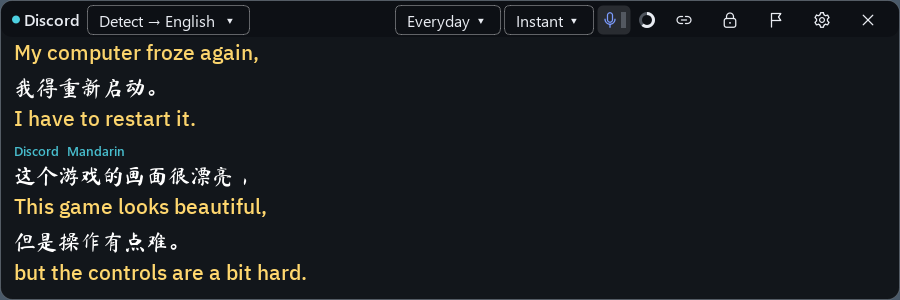 Discord Detect → English ▾ Everyday ▾ Instant ▾
My computer froze again,
我得重新启动。
I have to restart it.
Discord Mandarin
这个游戏的画面很漂亮，
This game looks beautiful,
但是操作有点难。
but the controls are a bit hard.